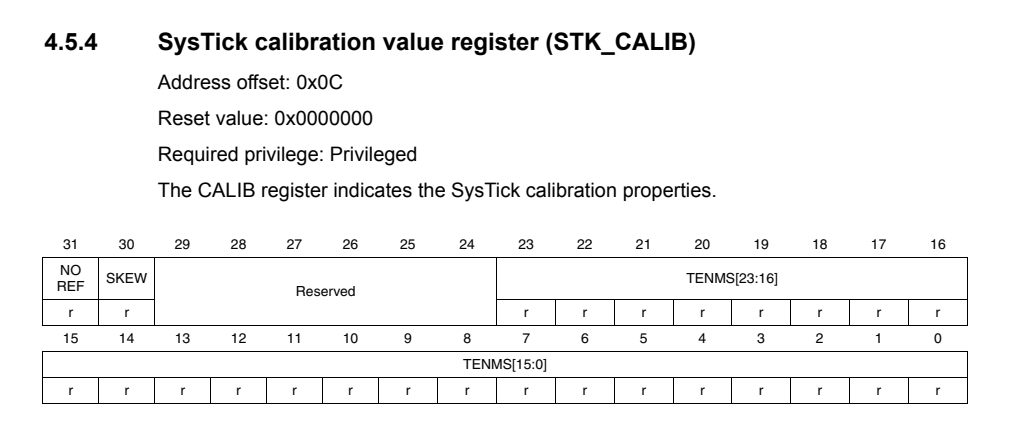 4.5.4 SysTick calibration value register (STK_CALIB)
Address offset: 0x0C
Reset value: 0x0000000
Required privilege: Privileged
The CALIB register indicates the SysTick calibration properties.
31 30 29 28 27 26 25 24 23 22 21 20 19 18 17 16
NO REF SKEW Reserved TENMS[23:16]
r r r r r r r r r r
15 14 13 12 11 10 9 8 7 6 5 4 3 2 1 0
TENMS[15:0]
r r r r r r r r r r r r r r r r